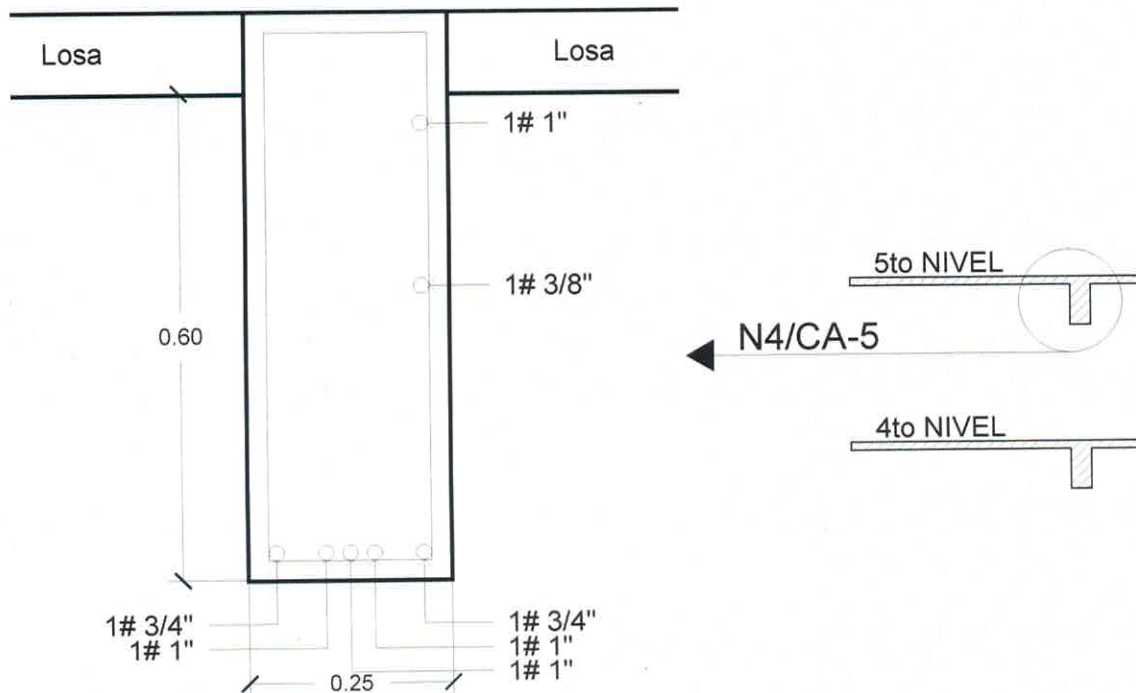 Losa
Losa
1# 1"
1# 3/8"
5to NIVEL
0.60
N4/CA-5
4to NIVEL
1# 3/4"
1# 1"
1# 3/4"
1# 1"
1# 1"
0.25